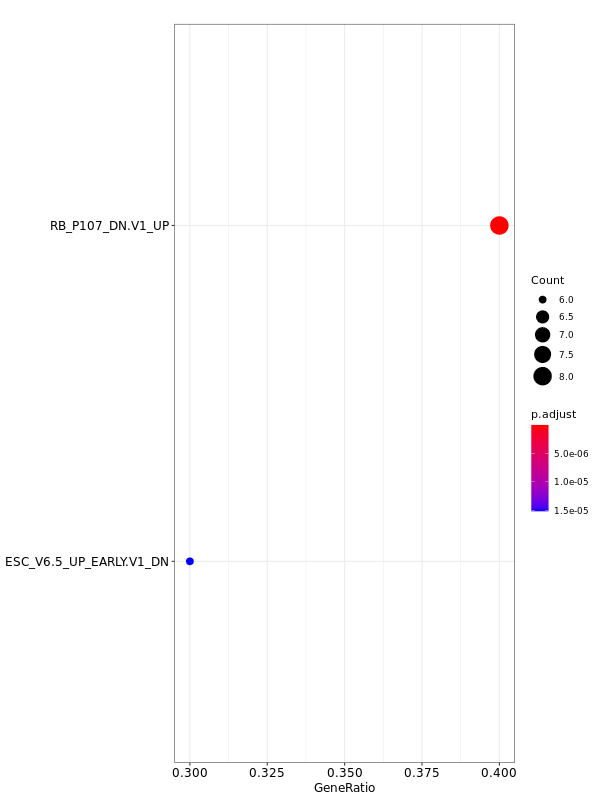 RB_P107_DN.V1_UP
ESC_V6.5_UP_EARLY.V1_DN
0.300 0.325 0.350 0.375 0.400
GeneRatio
Count
6.0
6.5
7.0
7.5
8.0
p.adjust
5.0e-06
1.0e-05
1.5e-05